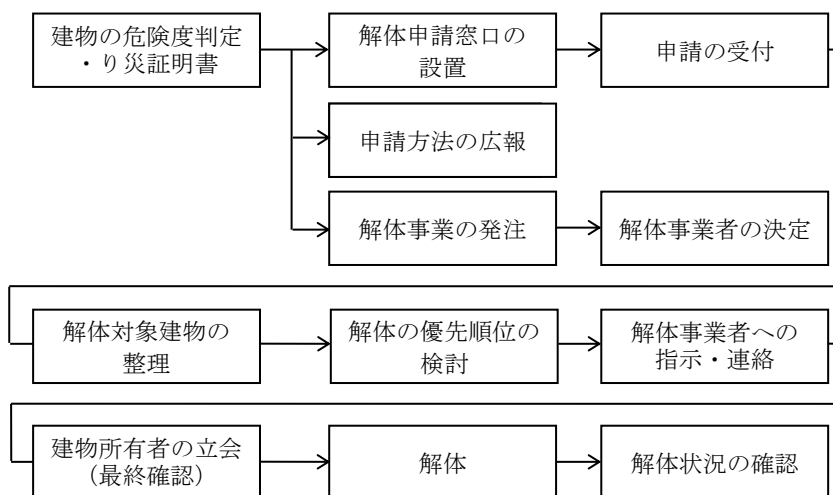 建物の危険度判定
・り災証明書
解体申請窓口の
設置
申請の受付
申請方法の広報
解体事業の発注
解体事業者の決定
解体対象建物の
整理
解体の優先順位の
検討
解体事業者への
指示・連絡
建物所有者の立会
（最終確認）
解体
解体状況の確認